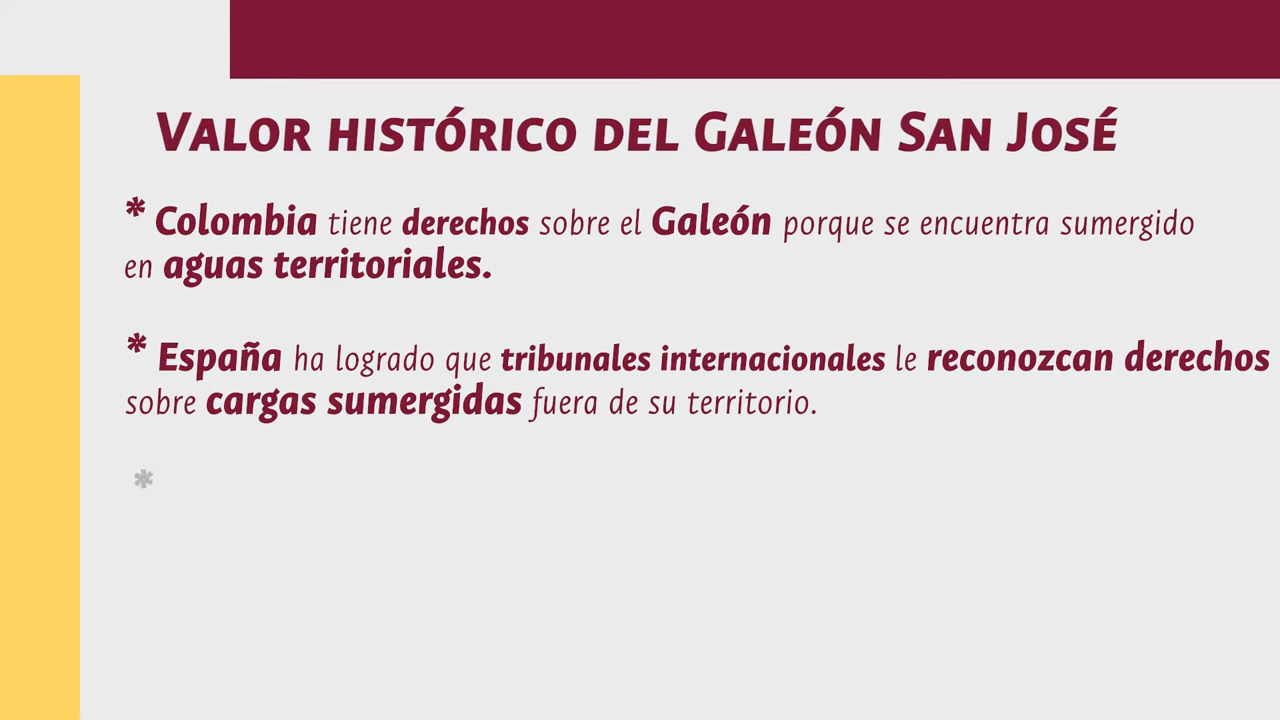 Valor histórico del Galeón San José
* Colombia tiene derechos sobre el Galeón porque se encuentra sumergido
en aguas territoriales.
* España ha logrado que tribunales internacionales le reconozcan derechos
sobre cargas sumergidas fuera de su territorio.
*